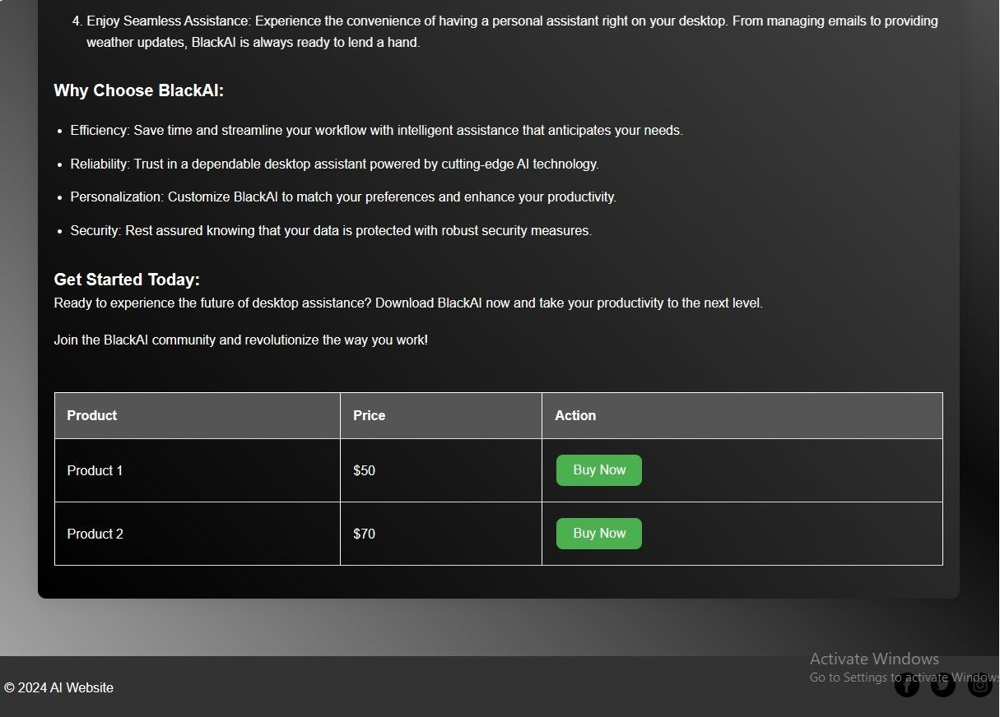 4. Enjoy Seamless Assistance: Experience the convenience of having a personal assistant right on your desktop. From managing emails to providing
weather updates, BlackAI is always ready to lend a hand.
Why Choose BlackAI:
• Efficiency: Save time and streamline your workflow with intelligent assistance that anticipates your needs.
• Reliability: Trust in a dependable desktop assistant powered by cutting-edge AI technology.
• Personalization: Customize BlackAI to match your preferences and enhance your productivity.
• Security: Rest assured knowing that your data is protected with robust security measures.
Get Started Today:
Ready to experience the future of desktop assistance? Download BlackAI now and take your productivity to the next level.
Join the BlackAI community and revolutionize the way you work!
Product Price Action
Product 1 $50 Buy Now
Product 2 $70 Buy Now
Activate Windows
Go to Settings to activate Windows
© 2024 AI Website